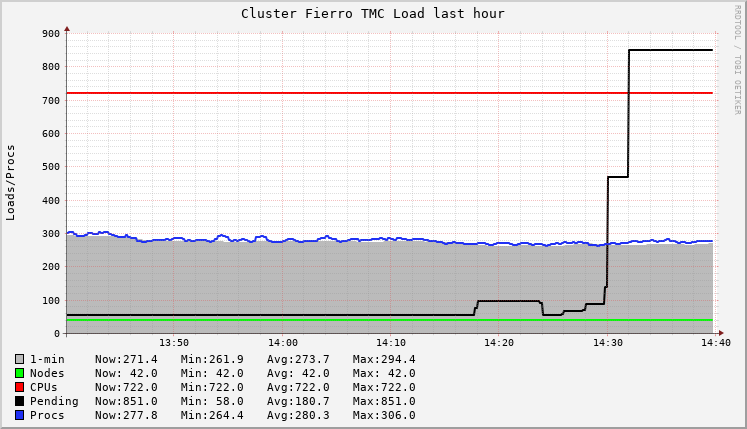 Cluster Fierro TMC Load last hour
RRDTOOL / TOBI OETIKER
Loads/Procs
900
800
700
600
500
400
300
200
100
0
13:50 14:00 14:10 14:20 14:30 14:40
1-min Now:271.4 Min:261.9 Avg:273.7 Max:294.4
Nodes Now: 42.0 Min: 42.0 Avg: 42.0 Max: 42.0
CPUs Now:722.0 Min:722.0 Avg:722.0 Max:722.0
Pending Now:851.0 Min: 58.0 Avg:180.7 Max:851.0
Procs Now:277.8 Min:264.4 Avg:280.3 Max:306.0